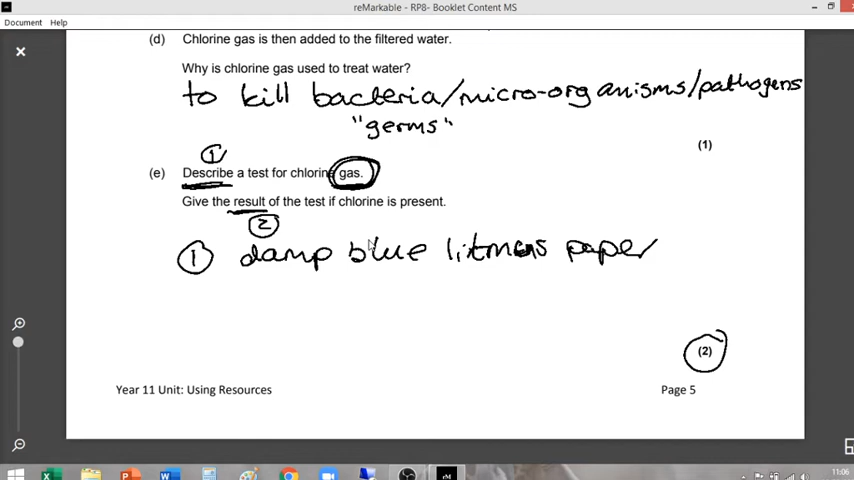 reMarkable - RP8- Booklet Content MS
Document Help
(d) Chlorine gas is then added to the filtered water.
Why is chlorine gas used to treat water?
to kill bacteria/micro-organisms/pathogens
"germs"
(1)
1
(e) Describe a test for chlorine gas.
Give the result of the test if chlorine is present.
2
1 damp blue litmus paper
(2)
Year 11 Unit: Using Resources Page 5
rM 11:06